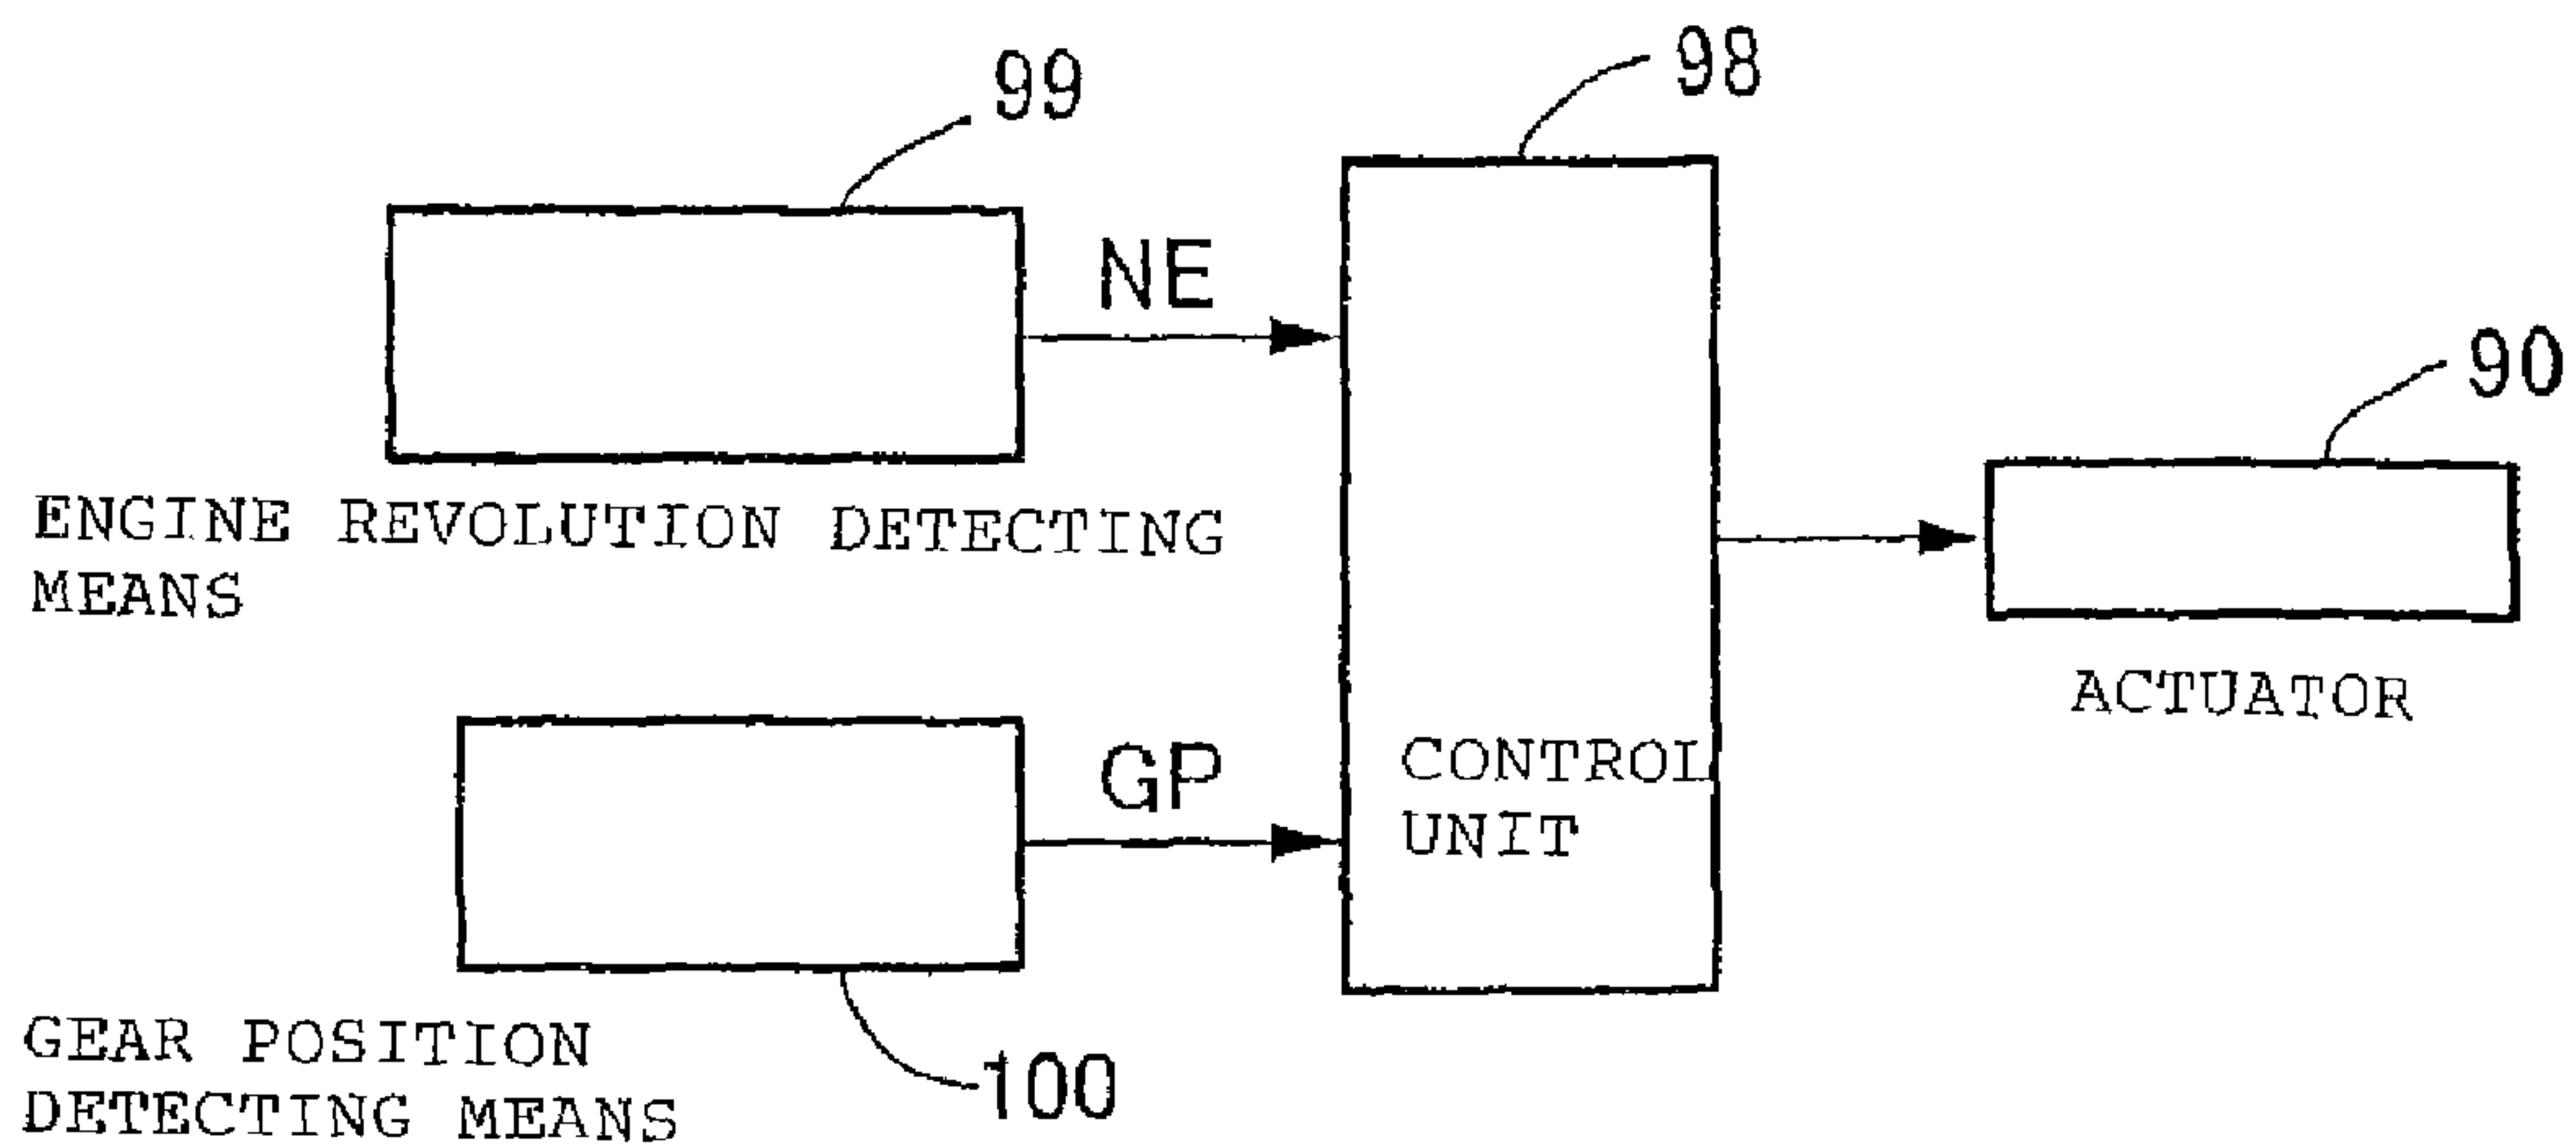 99
98
NE
90
ENGINE REVOLUTION DETECTING
MEANS
ACTUATOR
GP
CONTROL
UNIT
GEAR POSITION
DETECTING MEANS
100